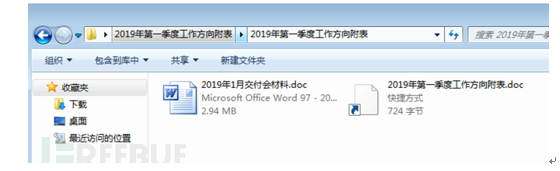 2019年第一季度工作方向附表 ▸ 2019年第一季度工作方向附表
搜索 2019年第一季
组织 包含到库中 共享 新建文件夹
收藏夹
下载
桌面
最近访问的位置
2019年1月交付会材料.doc
Microsoft Office Word 97 - 20...
2.94 MB
2019年第一季度工作方向附表.doc
快捷方式
724 字节
REEBUF